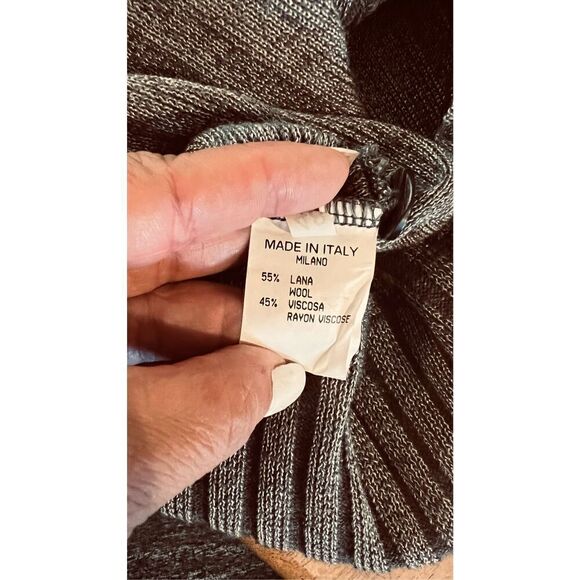 MADE IN ITALY
MILANO
55% LANA
WOOL
45% VISCOSA
RAYON VISCOSE